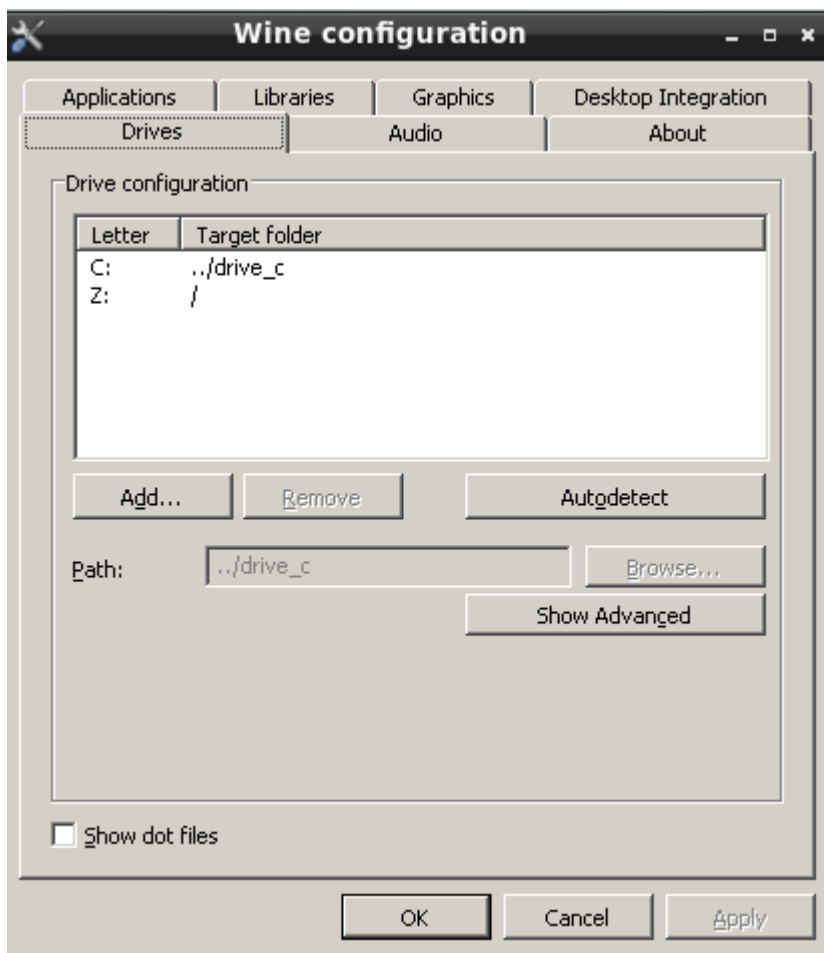 Wine configuration
Applications Libraries Graphics Desktop Integration
Drives Audio About
Drive configuration
Letter Target folder
C: ../drive_c
Z: /
Add... Remove Autodetect
Path: ../drive_c Browse...
Show Advanced
Show dot files
OK Cancel Apply